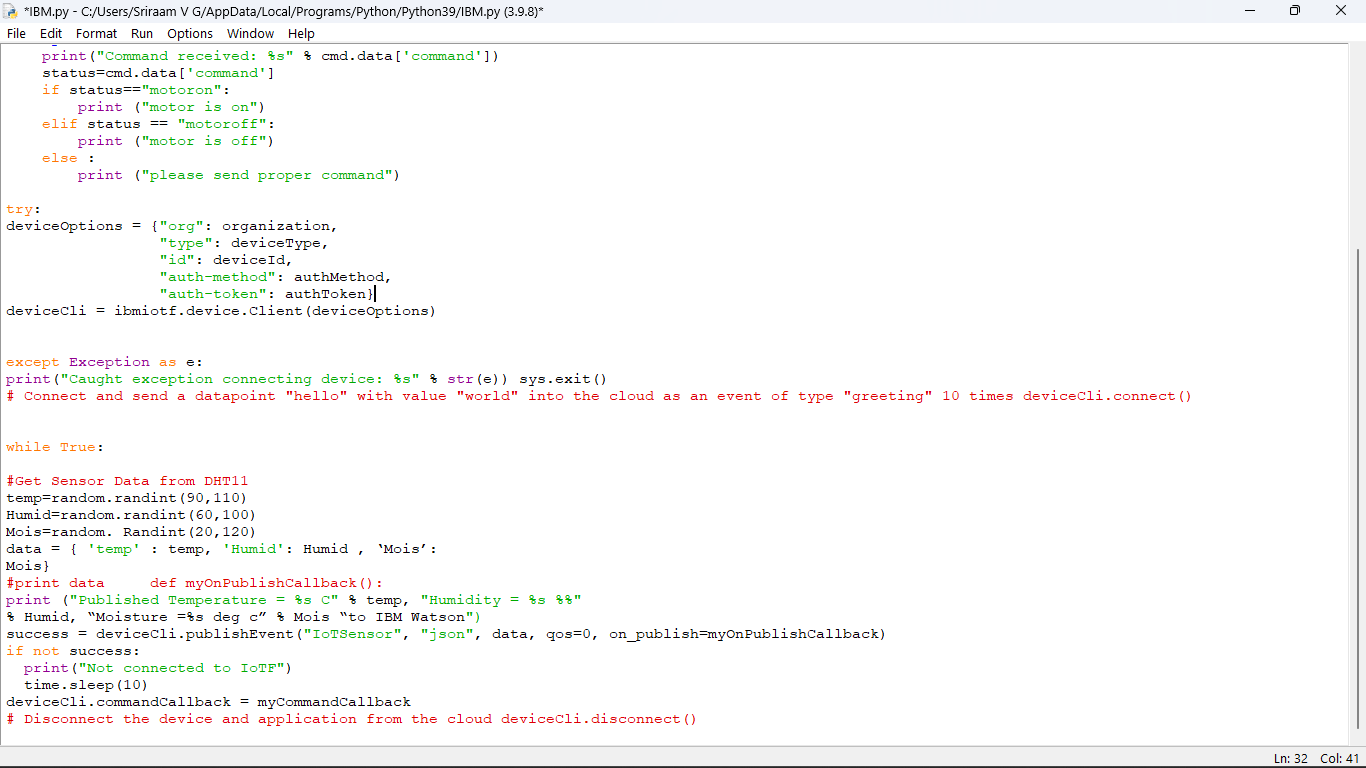 *IBM.py - C:/Users/Sriraam V G/AppData/Local/Programs/Python/Python39/IBM.py (3.9.8)*
File Edit Format Run Options Window Help
    print("Command received: %s" % cmd.data['command'])
    status=cmd.data['command']
    if status=="motoron":
        print ("motor is on")
    elif status == "motoroff":
        print ("motor is off")
    else :
        print ("please send proper command")
try:
deviceOptions = {"org": organization,
                 "type": deviceType,
                 "id": deviceId,
                 "auth-method": authMethod,
                 "auth-token": authToken}
deviceCli = ibmiotf.device.Client(deviceOptions)
except Exception as e:
print("Caught exception connecting device: %s" % str(e)) sys.exit()
# Connect and send a datapoint "hello" with value "world" into the cloud as an event of type "greeting" 10 times deviceCli.connect()
while True:
#Get Sensor Data from DHT11
temp=random.randint(90,110)
Humid=random.randint(60,100)
Mois=random. Randint(20,120)
data = { 'temp' : temp, 'Humid': Humid , ‘Mois’:
Mois}
#print data     def myOnPublishCallback():
print ("Published Temperature = %s C" % temp, "Humidity = %s %%"
% Humid, “Moisture =%s deg c” % Mois “to IBM Watson")
success = deviceCli.publishEvent("IoTSensor", "json", data, qos=0, on_publish=myOnPublishCallback)
if not success:
  print("Not connected to IoTF")
  time.sleep(10)
deviceCli.commandCallback = myCommandCallback
# Disconnect the device and application from the cloud deviceCli.disconnect()
Ln: 32 Col: 41